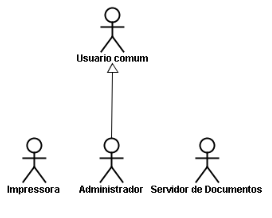 Usuario comum
Impressora
Administrador
Servidor de Documentos